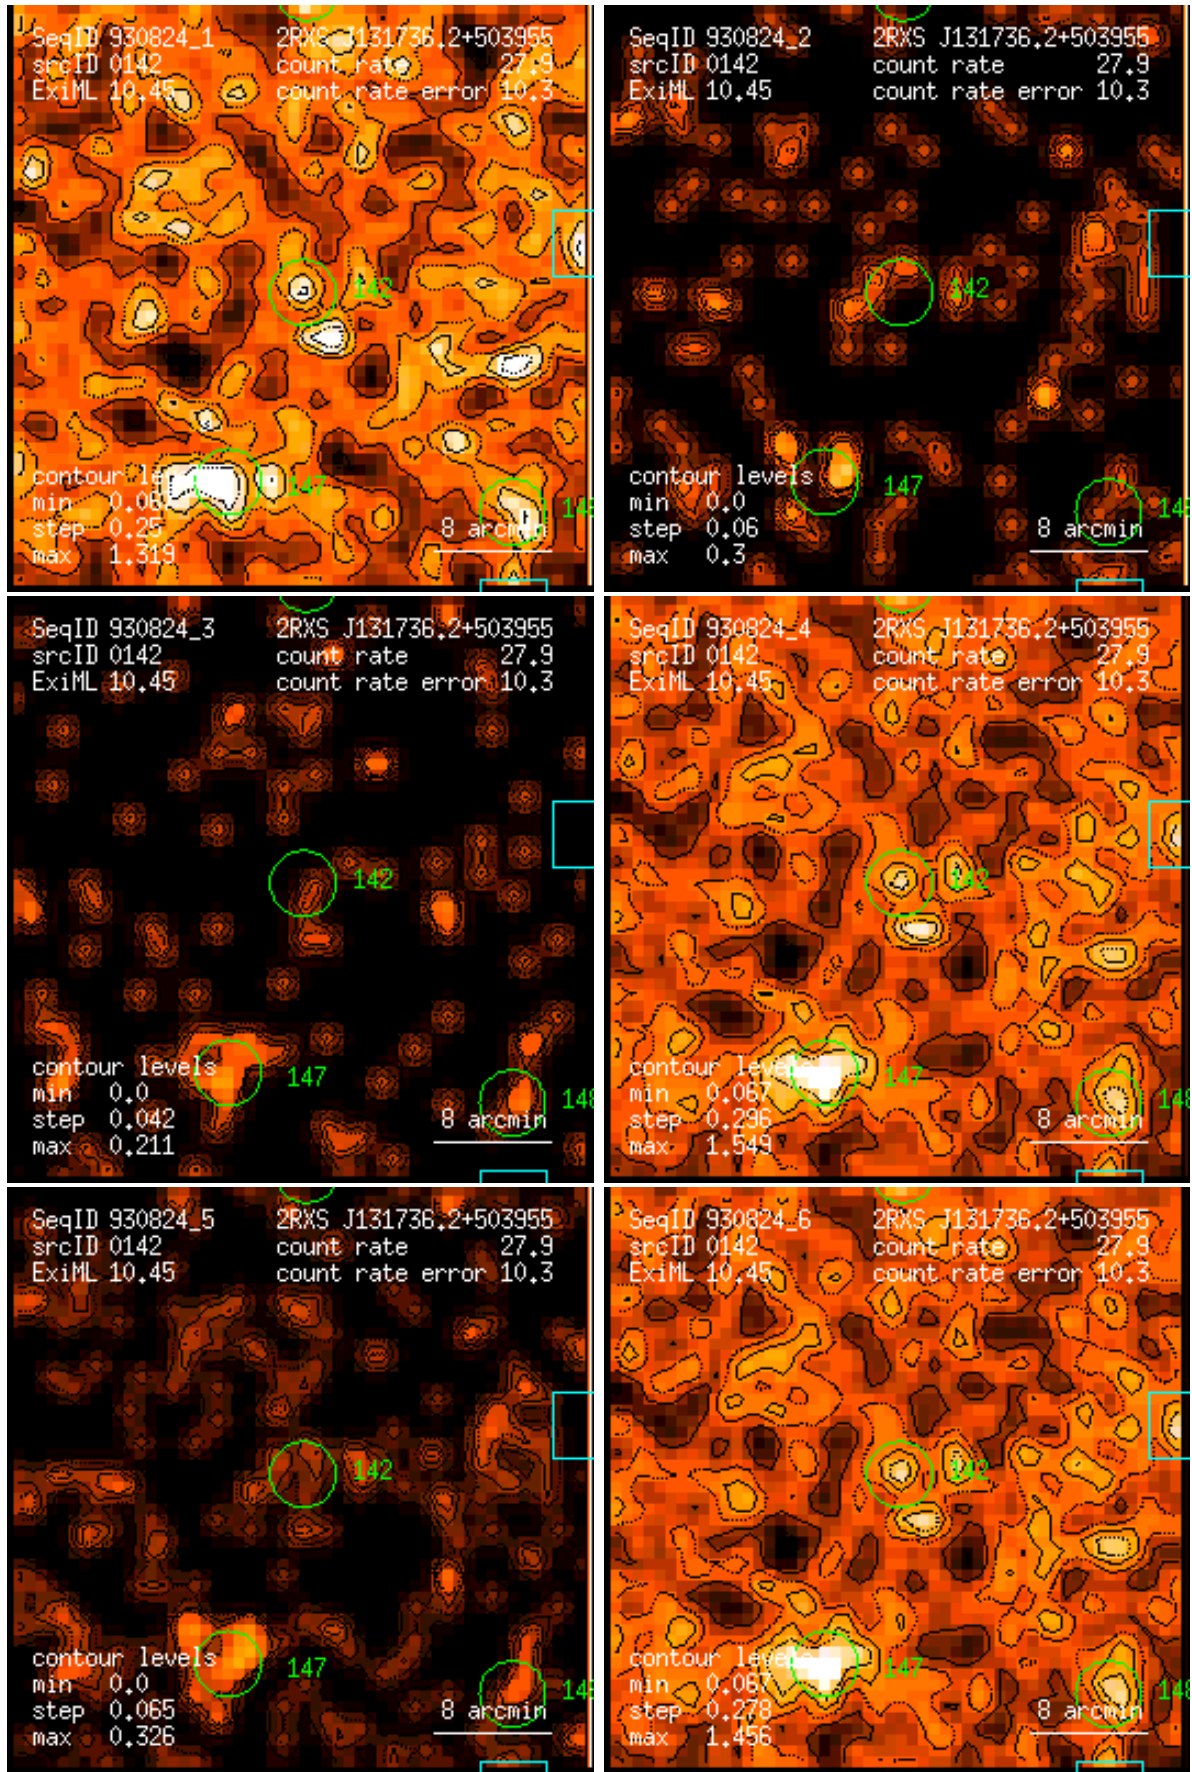 SeqID 930824_1 2RXS J131736.2+503955
srcID 0142 count rate 27.9
ExiML 10.45 count rate error 10.3
142
contour le
147
min 0.06
148
step 0.25
8 arcmin
max 1.319
SeqID 930824_2 2RXS J131736.2+503955
srcID 0142 count rate 27.9
ExiML 10.45 count rate error 10.3
142
contour levels
147
min 0.0
148
step 0.06
8 arcmin
max 0.3
SeqID 930824_3 2RXS J131736.2+503955
srcID 0142 count rate 27.9
ExiML 10.45 count rate error 10.3
142
contour levels
147
min 0.0
148
step 0.042
8 arcmin
max 0.211
SeqID 930824_4 2RXS J131736.2+503955
srcID 0142 count rate 27.9
ExiML 10.45 count rate error 10.3
142
contour levels
147
min 0.067
148
step 0.296
8 arcmin
max 1.549
SeqID 930824_5 2RXS J131736.2+503955
srcID 0142 count rate 27.9
ExiML 10.45 count rate error 10.3
142
contour levels
147
min 0.0
148
step 0.065
8 arcmin
max 0.326
SeqID 930824_6 2RXS J131736.2+503955
srcID 0142 count rate 27.9
ExiML 10.45 count rate error 10.3
142
contour levels
147
min 0.067
148
step 0.278
8 arcmin
max 1.456